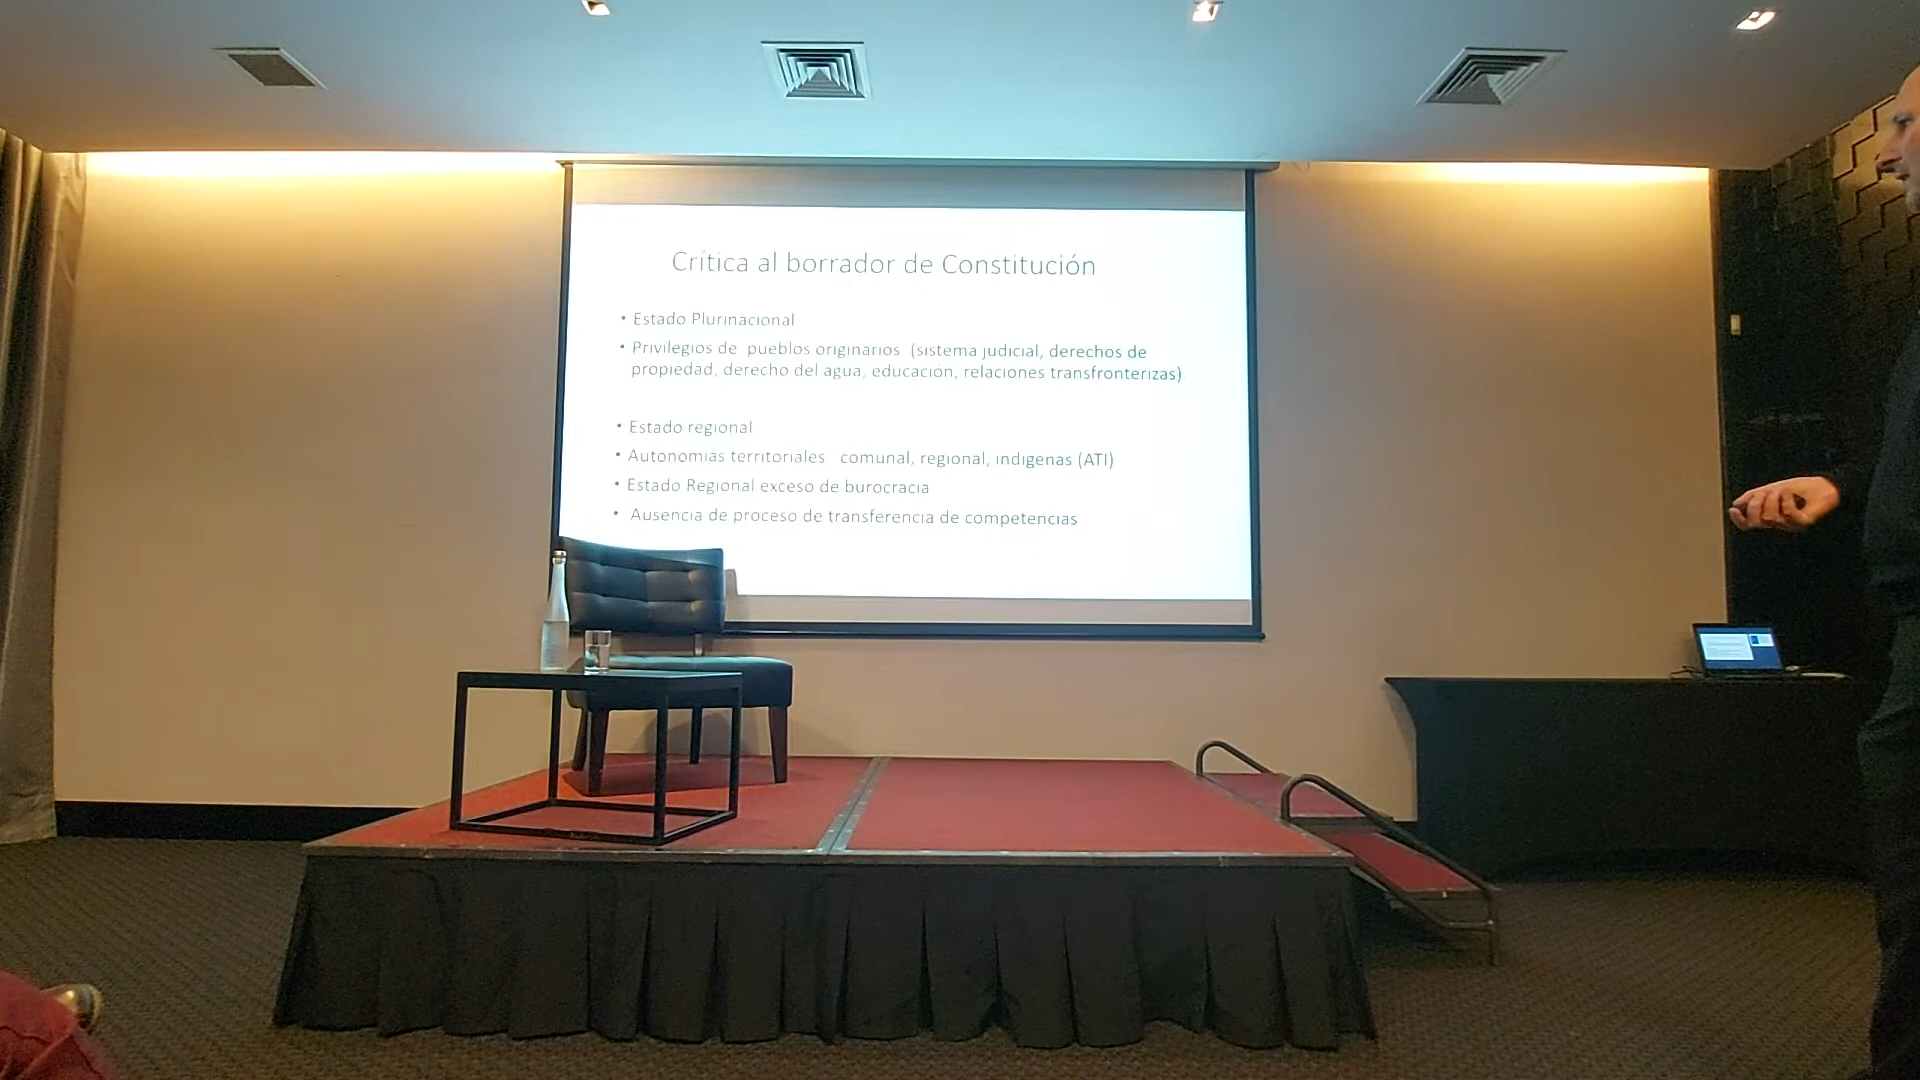 Crítica al borrador de Constitución
• Estado Plurinacional
• Privilegios de pueblos originarios (sistema judicial, derechos de
propiedad, derecho del agua, educación, relaciones transfronterizas)
• Estado regional
• Autonomias territoriales comunal, regional, indigenas (ATI)
• Estado Regional exceso de burocracia
• Ausencia de proceso de transferencia de competencias